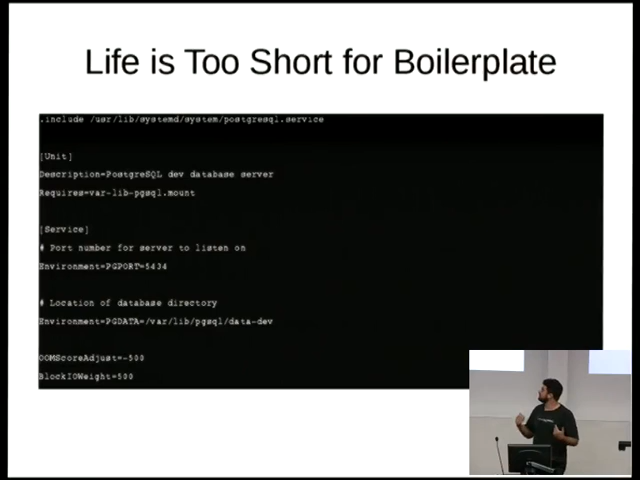 Life is Too Short for Boilerplate
.include /usr/lib/systemd/system/postgresql.service
[Unit]
Description=PostgreSQL dev database server
Requires=var-lib-pgsql.mount
[Service]
# Port number for server to listen on
Environment=PGPORT=5434
# Location of database directory
Environment=PGDATA=/var/lib/pgsql/data-dev
OOMScoreAdjust=-500
BlockIOWeight=500